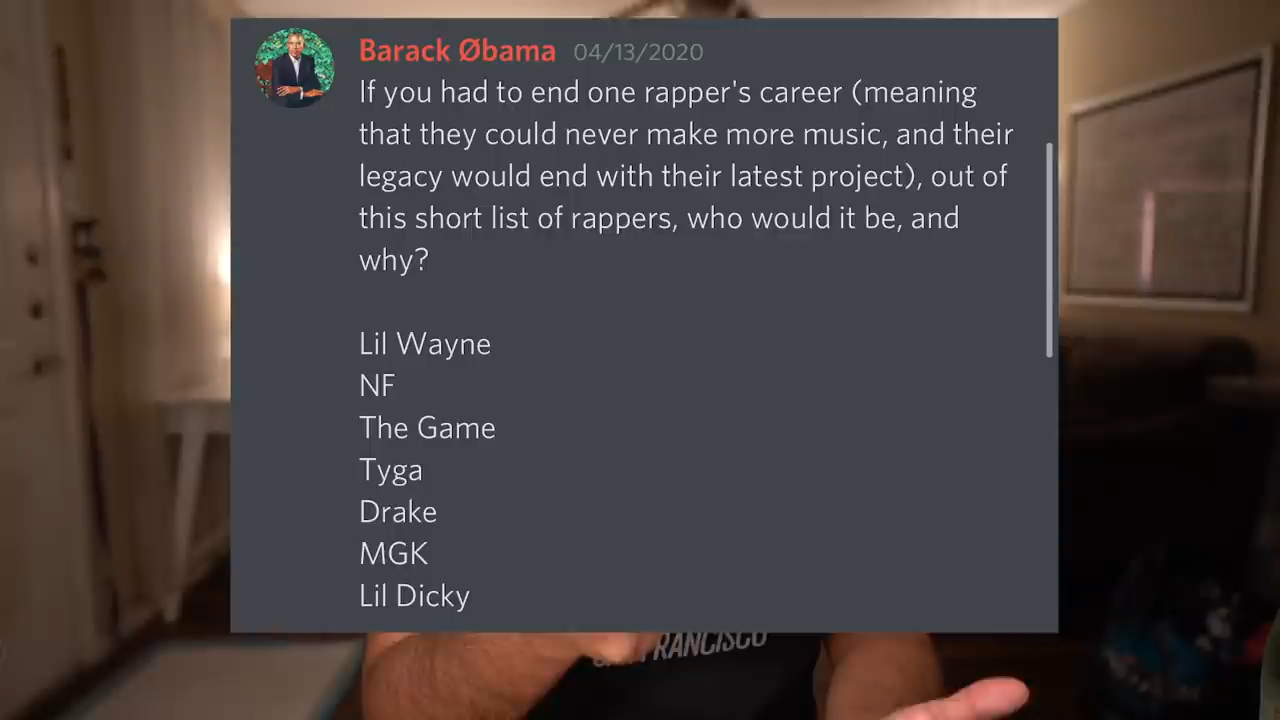 Barack Øbama 04/13/2020
If you had to end one rapper's career (meaning
that they could never make more music, and their
legacy would end with their latest project), out of
this short list of rappers, who would it be, and
why?
Lil Wayne
NF
The Game
Tyga
Drake
MGK
Lil Dicky
FRANCISCO